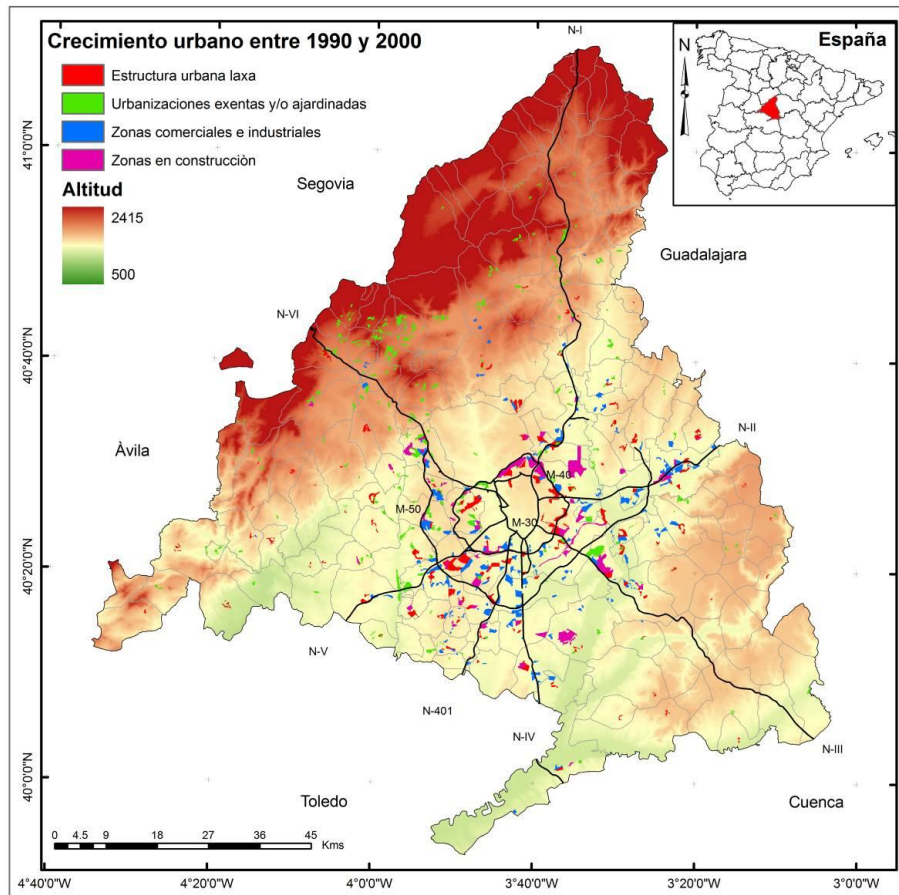 Crecimiento urbano entre 1990 y 2000
Estructura urbana laxa
Urbanizaciones exentas y/o ajardinadas
Zonas comerciales e industriales
Zonas en construcciòn
Altitud
2415
500
N-I
España
N
Segovia
Guadalajara
N-VI
Àvila
N-II
M-40
M-50
M-30
N-V
N-401
N-IV
N-III
Toledo
Cuenca
0 4.5 9 18 27 36 45
Kms
41°0'0"N
40°40'0"N
40°20'0"N
40°0'0"N
4°40'0"W 4°20'0"W 4°0'0"W 3°40'0"W 3°20'0"W 3°0'0"W